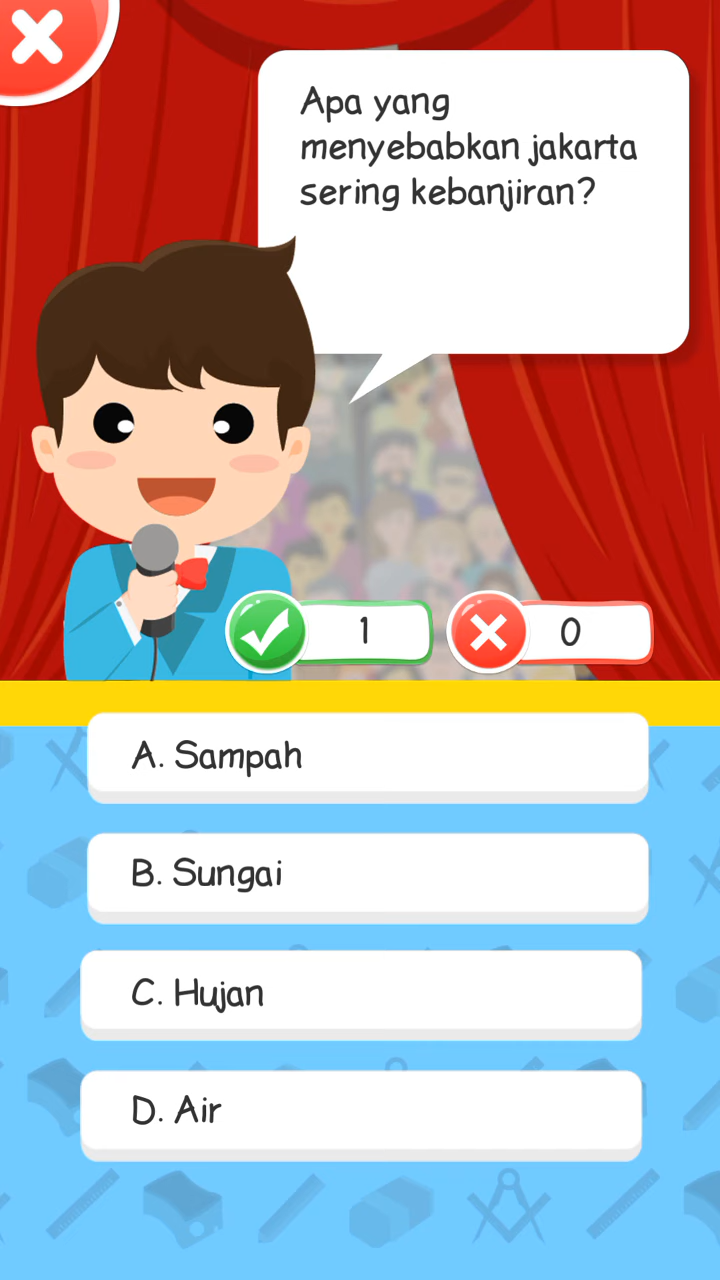 Apa yang
menyebabkan jakarta
sering kebanjiran?
1
0
A. Sampah
B. Sungai
C. Hujan
D. Air